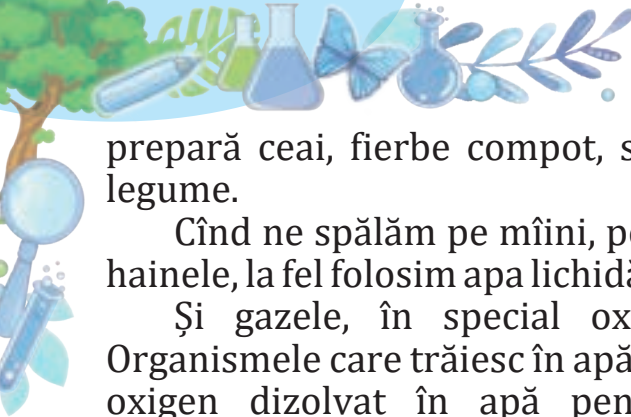 prepară ceai, fierbe compot, s
legume.
Cînd ne spălăm pe mîini, p
hainele, la fel folosim apa lichidă
Și gazele, în special ox
Organismele care trăiesc în apă
oxigen dizolvat în apă pen